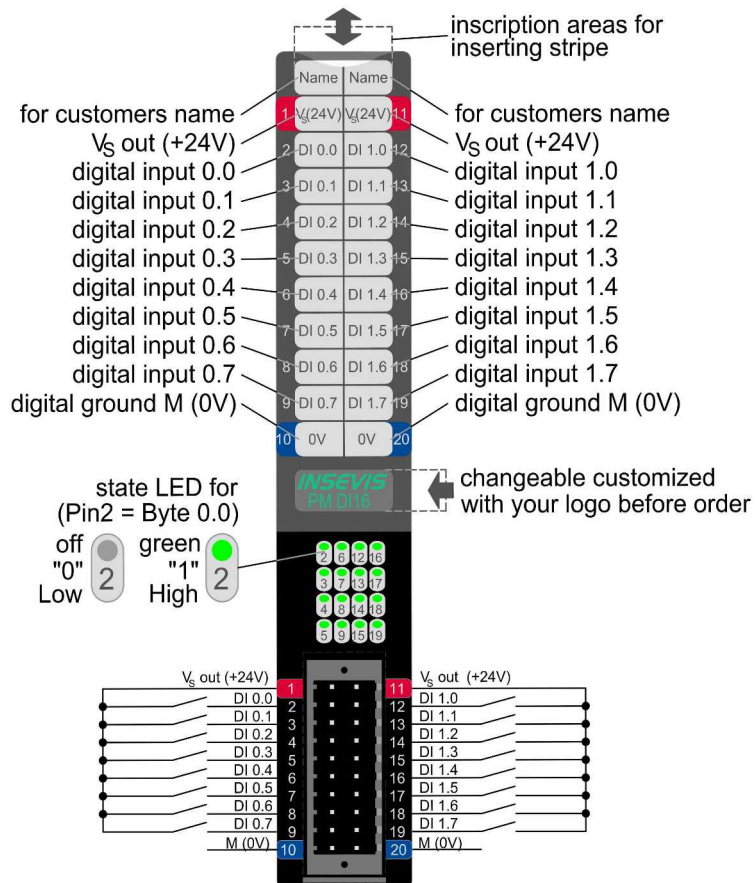 inscription areas for
inserting stripe
Name Name
for customers name
for customers name
1 VS(24V) VS(24V) 11
VS out (+24V)
VS out (+24V)
2 DI 0.0 DI 1.0 12
digital input 0.0
digital input 1.0
3 DI 0.1 DI 1.1 13
digital input 0.1
digital input 1.1
4 DI 0.2 DI 1.2 14
digital input 0.2
digital input 1.2
5 DI 0.3 DI 1.3 15
digital input 0.3
digital input 1.3
6 DI 0.4 DI 1.4 16
digital input 0.4
digital input 1.4
7 DI 0.5 DI 1.5 17
digital input 0.5
digital input 1.5
8 DI 0.6 DI 1.6 18
digital input 0.6
digital input 1.6
9 DI 0.7 DI 1.7 19
digital input 0.7
digital input 1.7
digital ground M (0V)
digital ground M (0V)
10 0V 0V 20
INSEVIS
PM DI16
changeable customized
with your logo before order
state LED for
(Pin2 = Byte 0.0)
off
"0"
Low
2
green
"1"
High
2
2 6 12 16
3 7 13 17
4 8 14 18
5 9 15 19
VS out (+24V) 1 11 VS out (+24V)
DI 0.0 2 12 DI 1.0
DI 0.1 3 13 DI 1.1
DI 0.2 4 14 DI 1.2
DI 0.3 5 15 DI 1.3
DI 0.4 6 16 DI 1.4
DI 0.5 7 17 DI 1.5
DI 0.6 8 18 DI 1.6
DI 0.7 9 19 DI 1.7
M (0V) 10 20 M (0V)